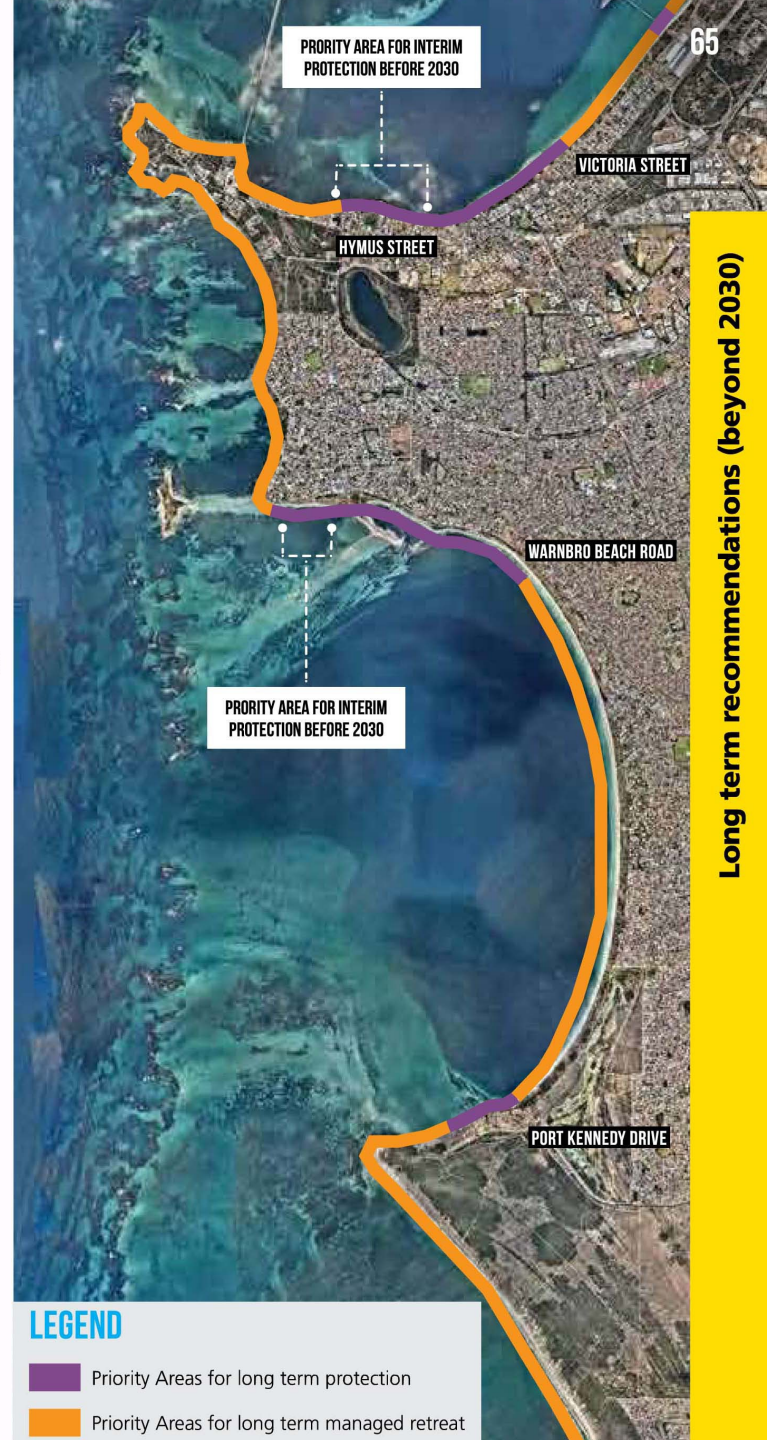 65
PRORITY AREA FOR INTERIM
PROTECTION BEFORE 2030
VICTORIA STREET
HYMUS STREET
WARNBRO BEACH ROAD
PRORITY AREA FOR INTERIM
PROTECTION BEFORE 2030
PORT KENNEDY DRIVE
Long term recommendations (beyond 2030)
LEGEND
Priority Areas for long term protection
Priority Areas for long term managed retreat